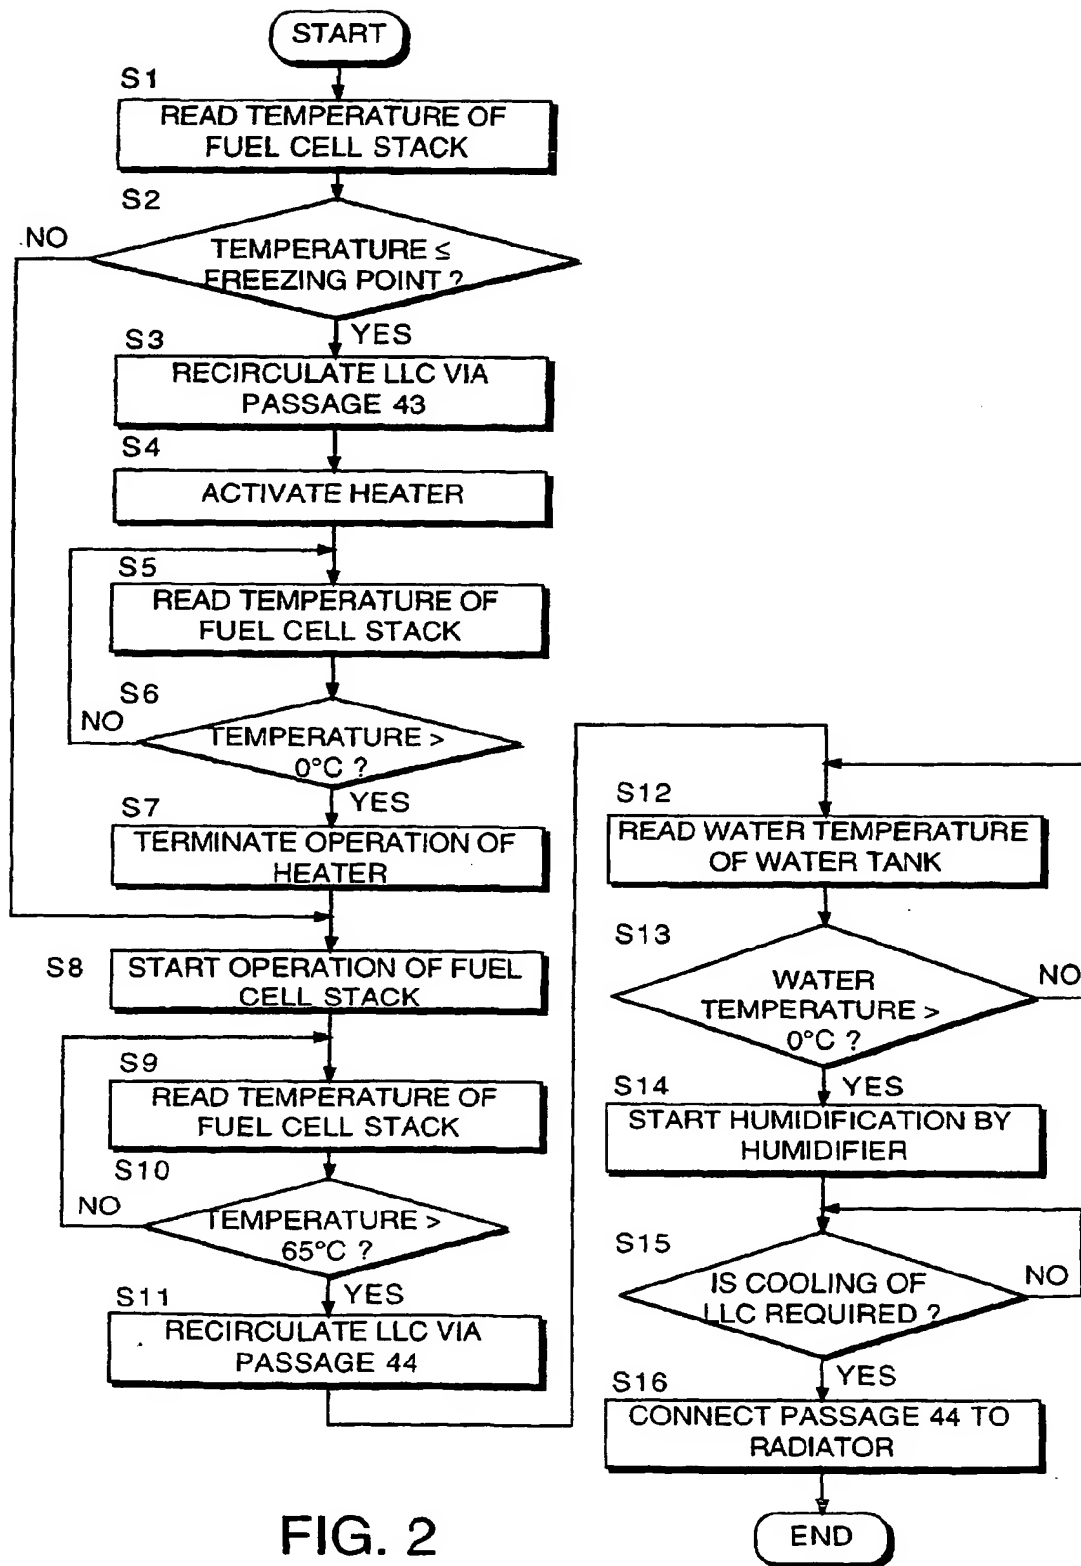 START
S1
READ TEMPERATURE OF
FUEL CELL STACK
S2
NO
TEMPERATURE ≤
FREEZING POINT ?
YES
S3
RECIRCULATE LLC VIA
PASSAGE 43
S4
ACTIVATE HEATER
S5
READ TEMPERATURE OF
FUEL CELL STACK
S6
NO
TEMPERATURE >
0°C ?
YES
S7
TERMINATE OPERATION OF
HEATER
S8
START OPERATION OF FUEL
CELL STACK
S9
READ TEMPERATURE OF
FUEL CELL STACK
S10
NO
TEMPERATURE >
65°C ?
YES
S11
RECIRCULATE LLC VIA
PASSAGE 44
S12
READ WATER TEMPERATURE
OF WATER TANK
S13
WATER
TEMPERATURE >
0°C ?
NO
YES
S14
START HUMIDIFICATION BY
HUMIDIFIER
S15
IS COOLING OF
LLC REQUIRED ?
NO
YES
S16
CONNECT PASSAGE 44 TO
RADIATOR
END
FIG. 2